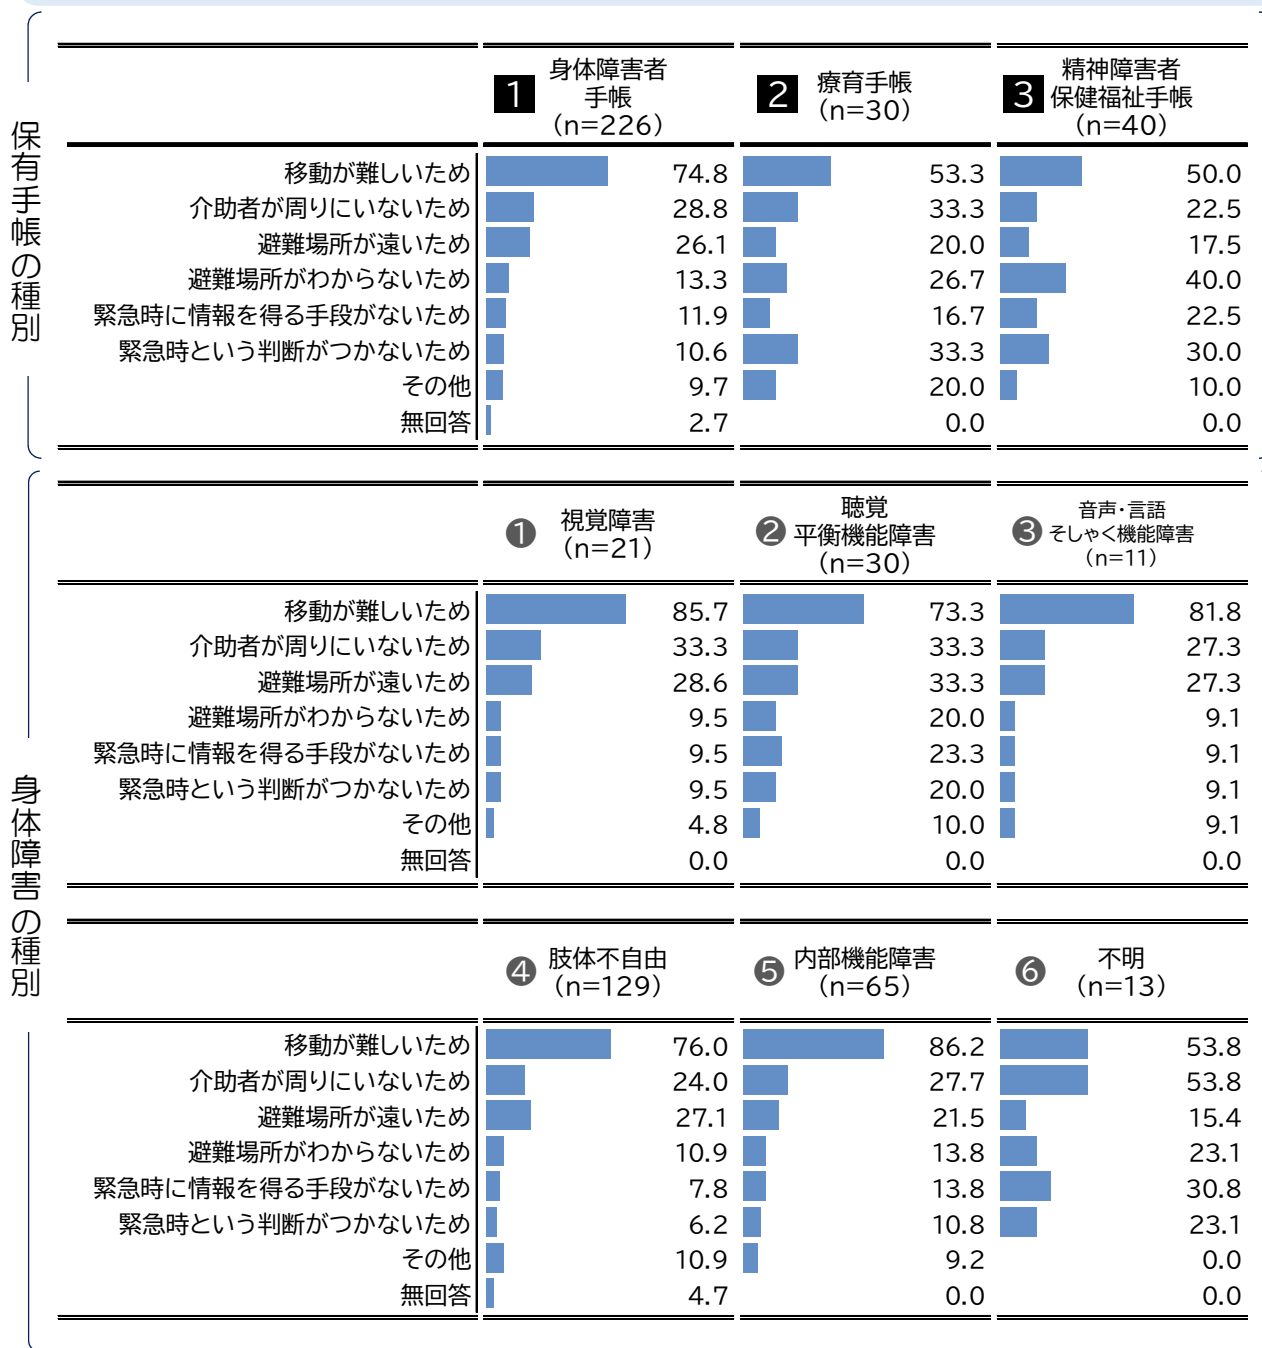 保有手帳の種別
1 身体障害者
手帳
(n=226)
2 療育手帳
(n=30)
3 精神障害者
保健福祉手帳
(n=40)
移動が難しいため 74.8 53.3 50.0
介助者が周りにいないため 28.8 33.3 22.5
避難場所が遠いため 26.1 20.0 17.5
避難場所がわからないため 13.3 26.7 40.0
緊急時に情報を得る手段がないため 11.9 16.7 22.5
緊急時という判断がつかないため 10.6 33.3 30.0
その他 9.7 20.0 10.0
無回答 2.7 0.0 0.0
身体障害の種別
❶ 視覚障害
(n=21)
❷ 聴覚
平衡機能障害
(n=30)
❸ 音声・言語
そしゃく機能障害
(n=11)
移動が難しいため 85.7 73.3 81.8
介助者が周りにいないため 33.3 33.3 27.3
避難場所が遠いため 28.6 33.3 27.3
避難場所がわからないため 9.5 20.0 9.1
緊急時に情報を得る手段がないため 9.5 23.3 9.1
緊急時という判断がつかないため 9.5 20.0 9.1
その他 4.8 10.0 9.1
無回答 0.0 0.0 0.0
❹ 肢体不自由
(n=129)
❺ 内部機能障害
(n=65)
❻ 不明
(n=13)
移動が難しいため 76.0 86.2 53.8
介助者が周りにいないため 24.0 27.7 53.8
避難場所が遠いため 27.1 21.5 15.4
避難場所がわからないため 10.9 13.8 23.1
緊急時に情報を得る手段がないため 7.8 13.8 30.8
緊急時という判断がつかないため 6.2 10.8 23.1
その他 10.9 9.2 0.0
無回答 4.7 0.0 0.0